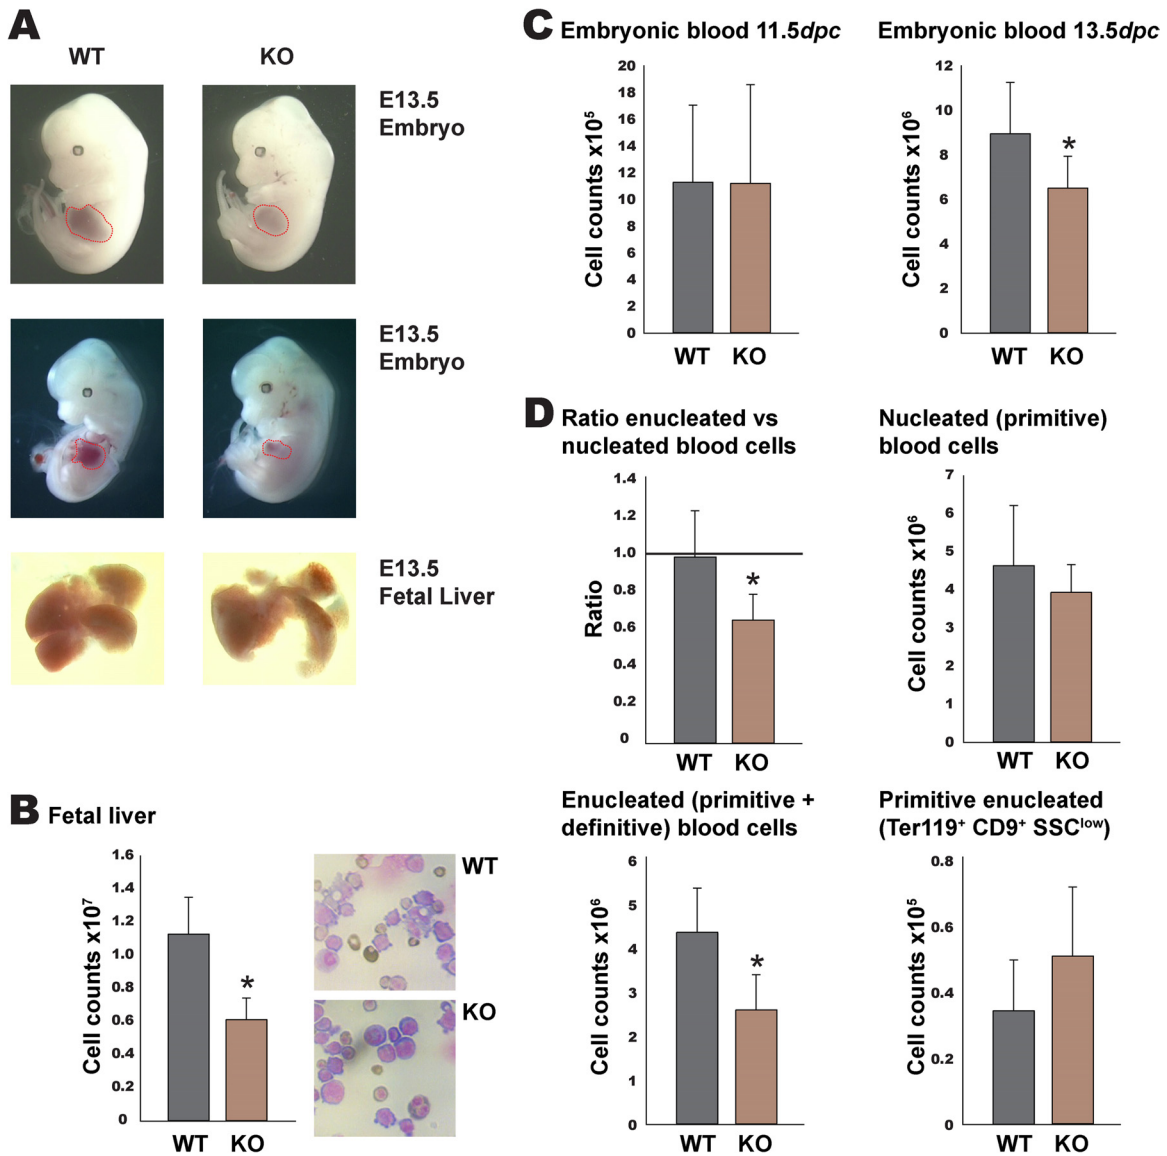 A
WT
KO
E13.5
Embryo
E13.5
Embryo
E13.5
Fetal Liver
B Fetal liver
Cell counts x10⁷
1.6
1.4
1.2
1.0
0.8
0.6
0.4
0.2
0
*
WT
KO
WT
KO
C Embryonic blood 11.5dpc
Cell counts x10⁵
20
18
16
14
12
10
8
6
4
2
0
WT
KO
Embryonic blood 13.5dpc
Cell counts x10⁶
12
10
8
6
4
2
0
*
WT
KO
D Ratio enucleated vs
nucleated blood cells
Ratio
1.4
1.2
1.0
0.8
0.6
0.4
0.2
0
*
WT
KO
Nucleated (primitive)
blood cells
Cell counts x10⁶
7
6
5
4
3
2
1
0
WT
KO
Enucleated (primitive +
definitive) blood cells
Cell counts x10⁶
6
5
4
3
2
1
0
*
WT
KO
Primitive enucleated
(Ter119⁺ CD9⁺ SSCˡᵒʷ)
Cell counts x10⁵
0.8
0.6
0.4
0.2
0
WT
KO